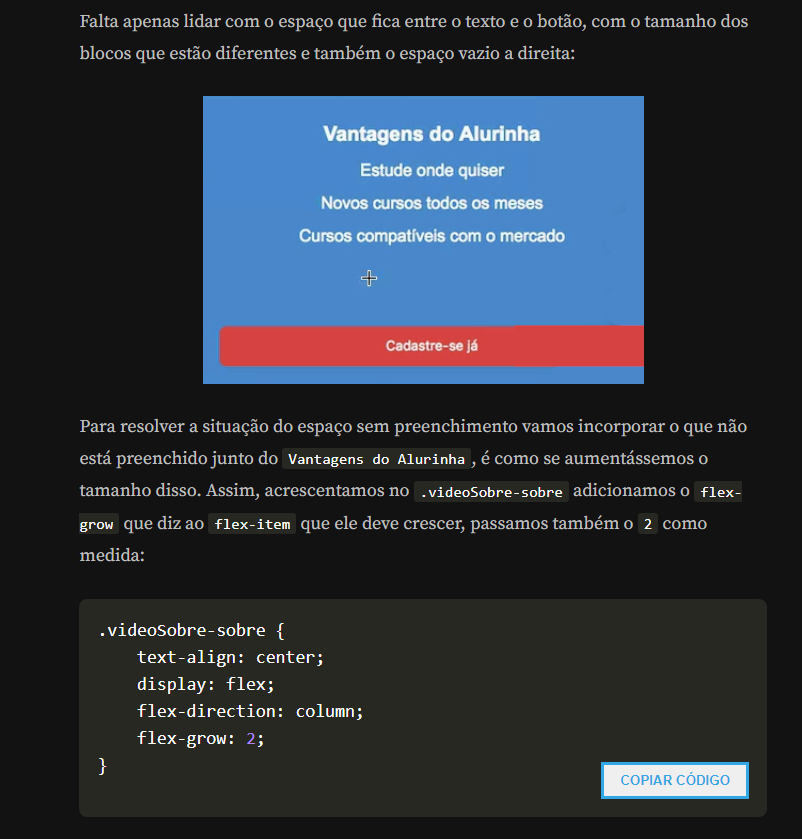 Falta apenas lidar com o espaço que fica entre o texto e o botão, com o tamanho dos
blocos que estão diferentes e também o espaço vazio a direita:
Vantagens do Alurinha
Estude onde quiser
Novos cursos todos os meses
Cursos compatíveis com o mercado
Cadastre-se já
Para resolver a situação do espaço sem preenchimento vamos incorporar o que não
está preenchido junto do Vantagens do Alurinha, é como se aumentássemos o
tamanho disso. Assim, acrescentamos no .videoSobre-sobre adicionamos o flex-
grow que diz ao flex-item que ele deve crescer, passamos também o 2 como
medida:
.videoSobre-sobre {
    text-align: center;
    display: flex;
    flex-direction: column;
    flex-grow: 2;
}
COPIAR CÓDIGO